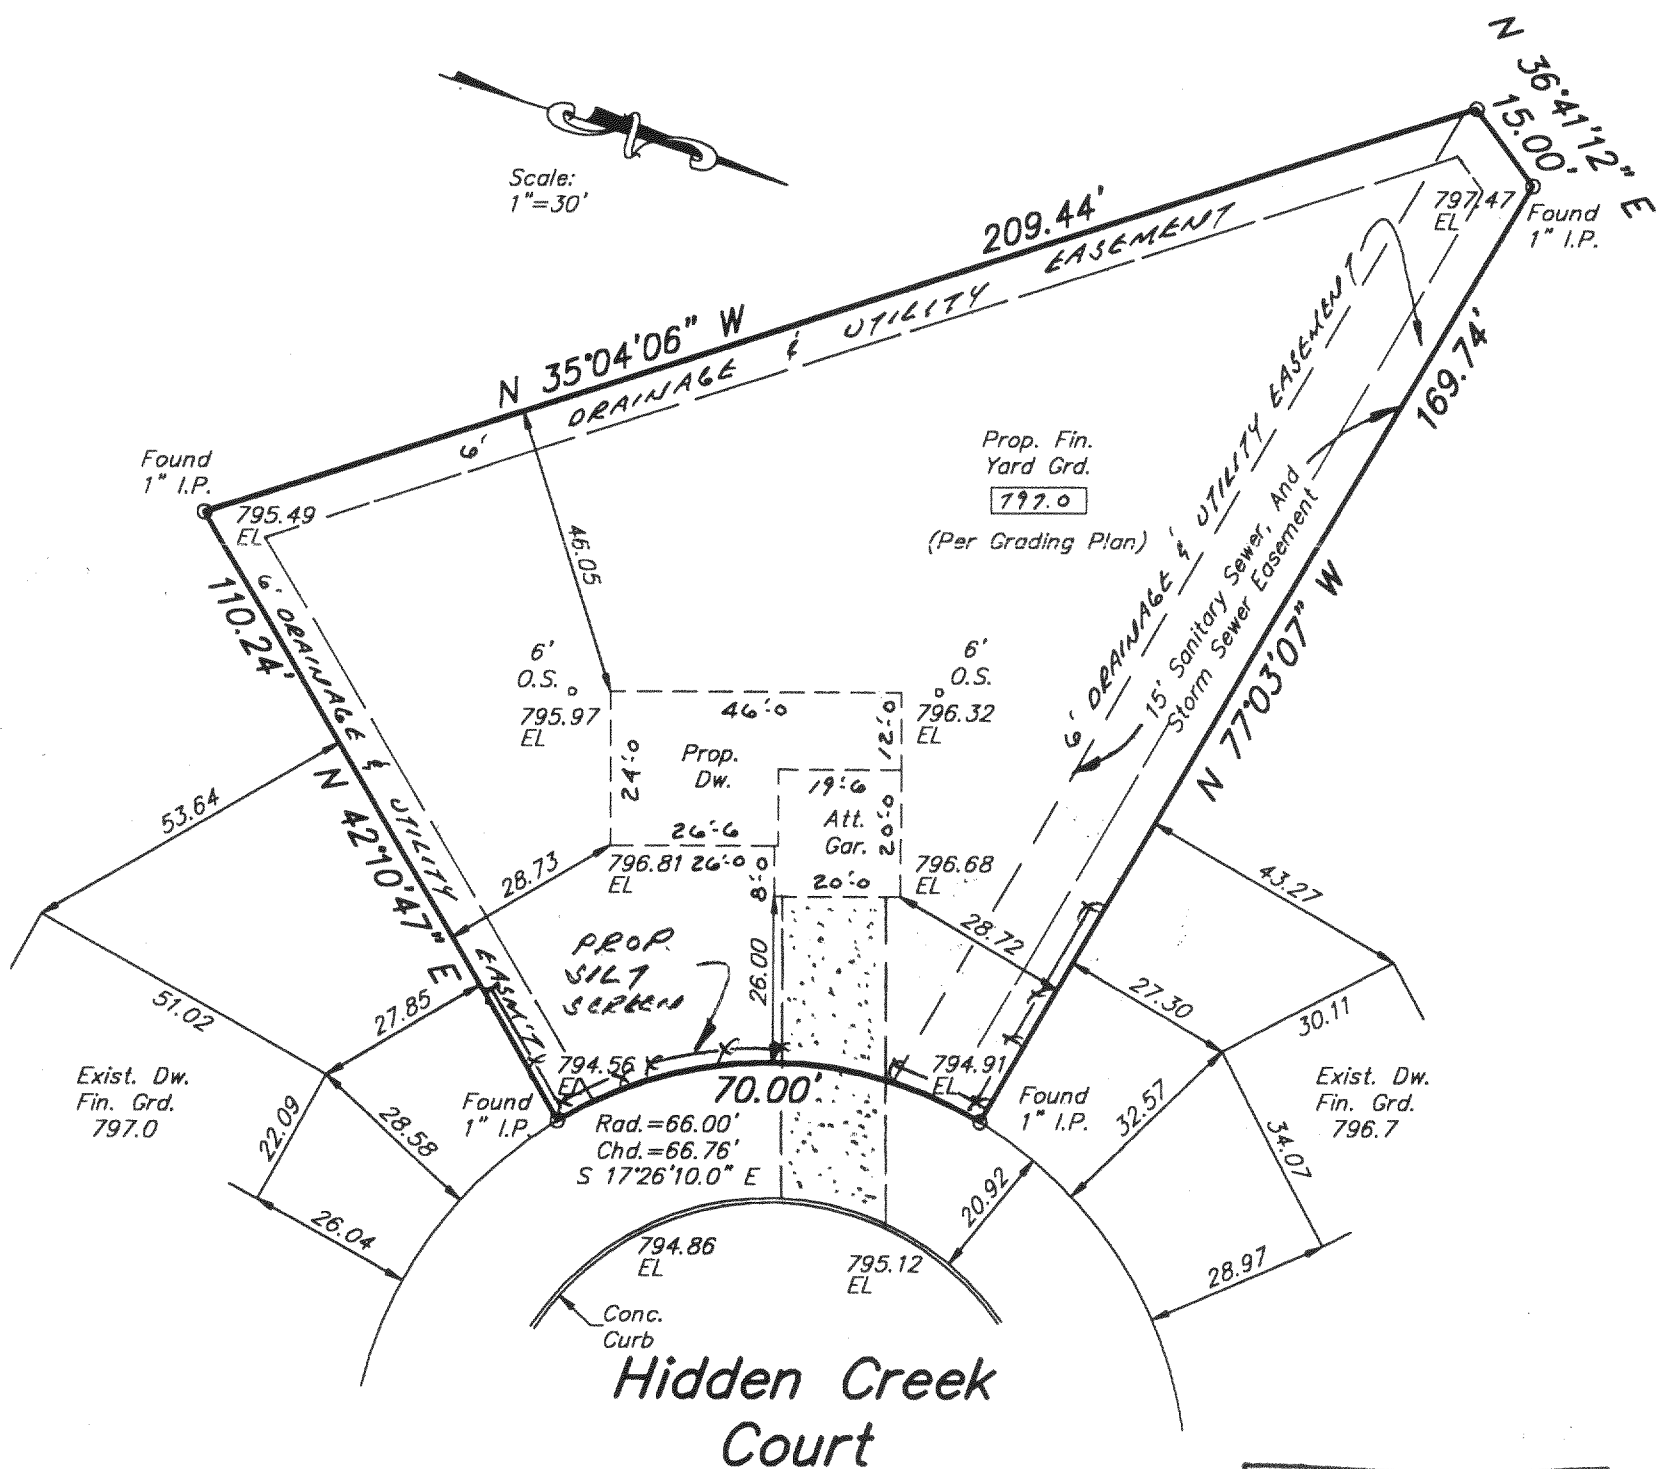 N 36°41'12" E
15.00'
Scale:
1"=30'
209.44'
797.47
EL
Found
1" I.P.
DRAINAGE & UTILITY EASEMENT
6'
N 35°04'06" W
Found
1" I.P.
795.49
EL
46.05
Prop. Fin.
Yard Grd.
797.0
(Per Grading Plan)
6' DRAINAGE & UTILITY EASEMENT
15' Sanitary Sewer, And
Storm Sewer Easement
169.74'
N 77°03'07" W
110.24'
N 42°10'47" E
6' DRAINAGE & UTILITY EASM'T
6'
O.S.
795.97
EL
6'
O.S.
796.32
EL
46'-0
12'-0
24'-0
Prop.
Dw.
19'-6
Att.
Gar.
20'-0
26'-6
796.81
EL
26'-0
8'-0
20'-0
796.68
EL
53.64
28.73
28.72
43.27
PROP.
SILT
SCREEN
26.00
51.02
27.85
27.30
30.11
Exist. Dw.
Fin. Grd.
797.0
22.09
28.58
26.04
Found
1" I.P.
794.56
EL
70.00'
Rad.=66.00'
Chd.=66.76'
S 17°26'10.0" E
794.91
EL
Found
1" I.P.
32.57
Exist. Dw.
Fin. Grd.
796.7
34.07
20.92
28.97
794.86
EL
795.12
EL
Conc.
Curb
Hidden Creek
Court